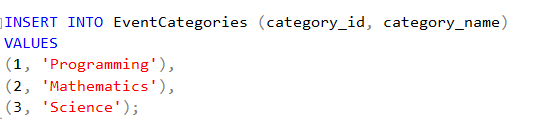 INSERT INTO EventCategories (category_id, category_name)
VALUES
(1, 'Programming'),
(2, 'Mathematics'),
(3, 'Science');